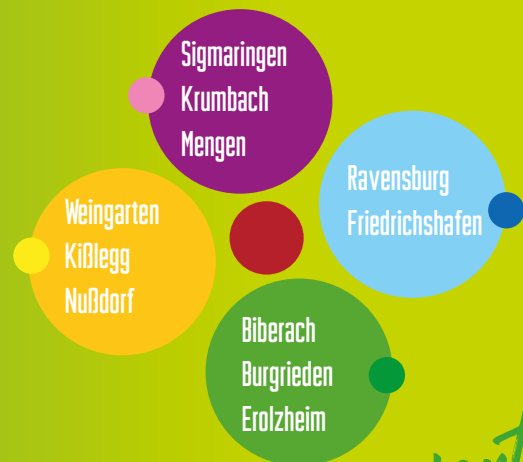 Sigmaringen
Krumbach
Mengen
Ravensburg
Friedrichshafen
Weingarten
Kißlegg
Nußdorf
Biberach
Burgrieden
Erolzheim